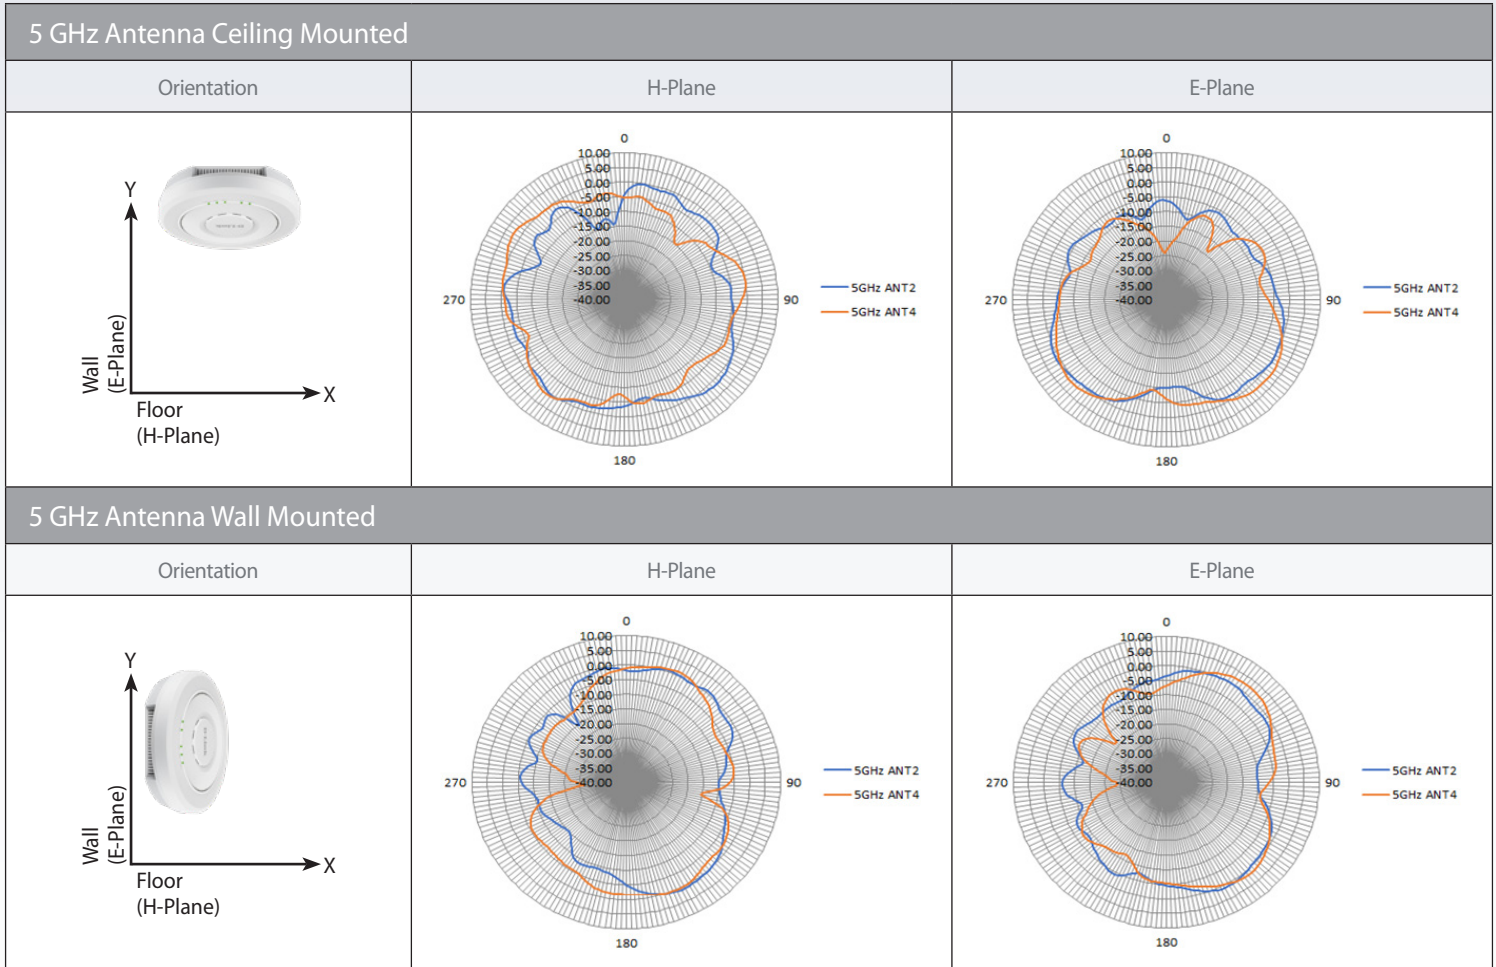 5 GHz Antenna Ceiling Mounted
Orientation
H-Plane
E-Plane
Y
X
Wall
(E-Plane)
Floor
(H-Plane)
0
10.00
5.00
0.00
-5.00
-10.00
-15.00
-20.00
-25.00
-30.00
-35.00
-40.00
270
90
180
5GHz ANT2
5GHz ANT4
0
10.00
5.00
0.00
-5.00
-10.00
-15.00
-20.00
-25.00
-30.00
-35.00
-40.00
270
90
180
5GHz ANT2
5GHz ANT4
5 GHz Antenna Wall Mounted
Orientation
H-Plane
E-Plane
Y
X
Wall
(E-Plane)
Floor
(H-Plane)
0
10.00
5.00
0.00
-5.00
-10.00
-15.00
-20.00
-25.00
-30.00
-35.00
-40.00
270
90
180
5GHz ANT2
5GHz ANT4
0
10.00
5.00
0.00
-5.00
-10.00
-15.00
-20.00
-25.00
-30.00
-35.00
-40.00
270
90
180
5GHz ANT2
5GHz ANT4